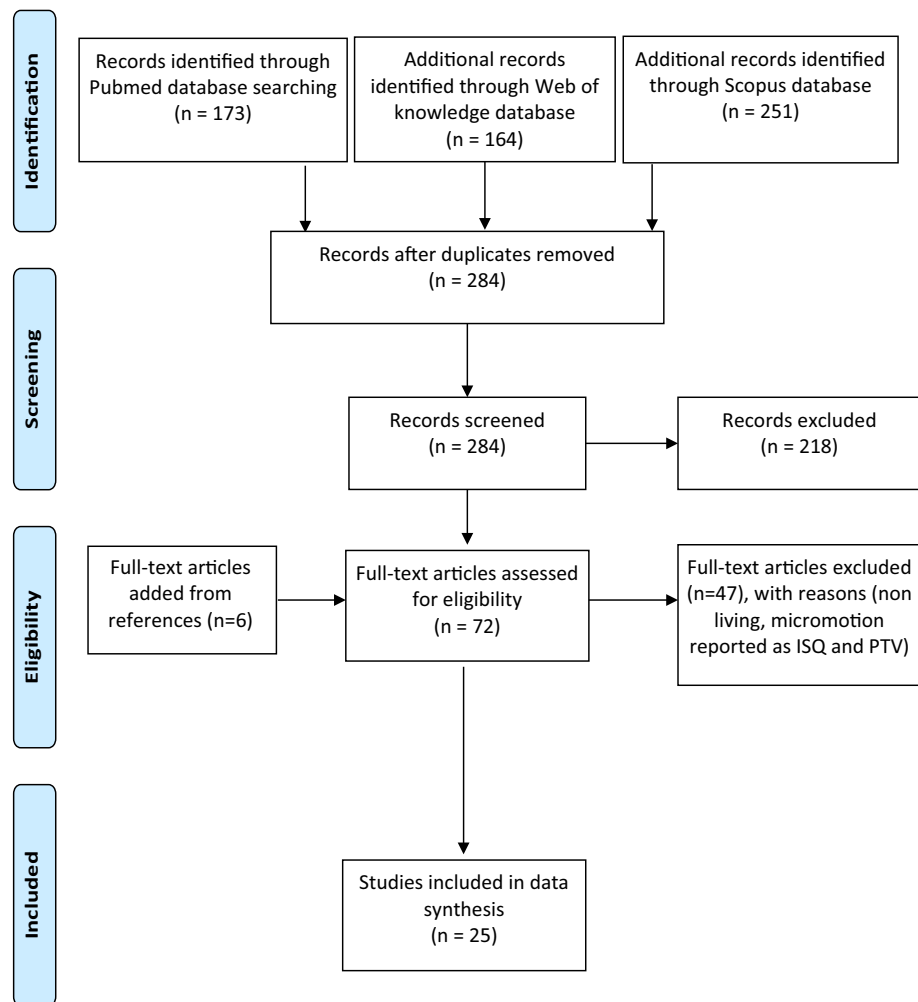 Identification
Records identified through
Pubmed database searching
(n = 173)
Additional records
identified through Web of
knowledge database
(n = 164)
Additional records identified
through Scopus database
(n = 251)
Records after duplicates removed
(n = 284)
Screening
Records screened
(n = 284)
Records excluded
(n = 218)
Eligibility
Full-text articles
added from
references (n=6)
Full-text articles assessed
for eligibility
(n = 72)
Full-text articles excluded
(n=47), with reasons (non
living, micromotion
reported as ISQ and PTV)
Included
Studies included in data
synthesis
(n = 25)